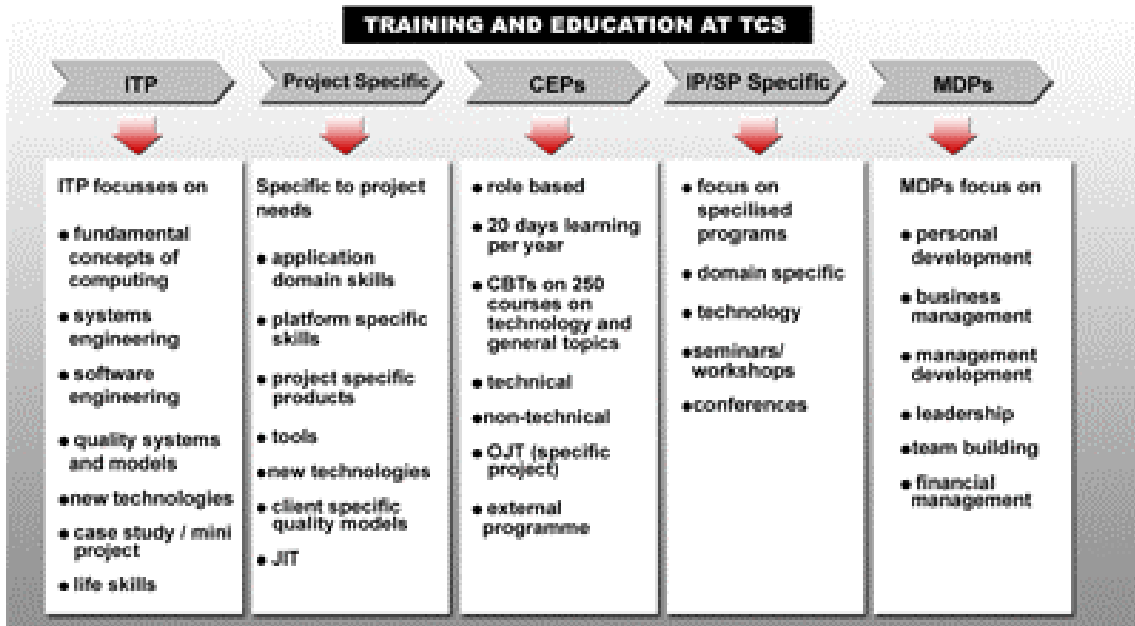 TRAINING AND EDUCATION AT TCS
ITP
Project Specific
CEPs
IP/SP Specific
MDPs
ITP focusses on
● fundamental
concepts of
computing
● systems
engineering
● software
engineering
● quality systems
and models
●new technologies
● case study / mini
project
● life skills
Specific to project
needs
● application
domain skills
● platform specific
skills
● project specific
products
● tools
●new technologies
● client specific
quality models
● JIT
● role based
● 20 days learning
per year
● CBTs on 250
courses on
technology and
general topics
● technical
●non-technical
● OJT (specific
project)
● external
programme
● focus on
specilised
programs
● domain specific
● technology
●seminars/
workshops
●conferences
MDPs focus on
● personal
development
● business
management
● management
development
● leadership
●team building
● financial
management